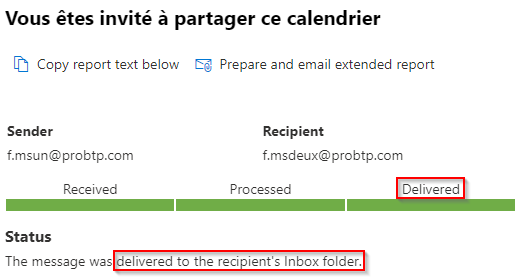 Vous êtes invité à partager ce calendrier
Copy report text below Prepare and email extended report
Sender Recipient
f.msun@probtp.com f.msdeux@probtp.com
Received Processed Delivered
Status
The message was delivered to the recipient's Inbox folder.